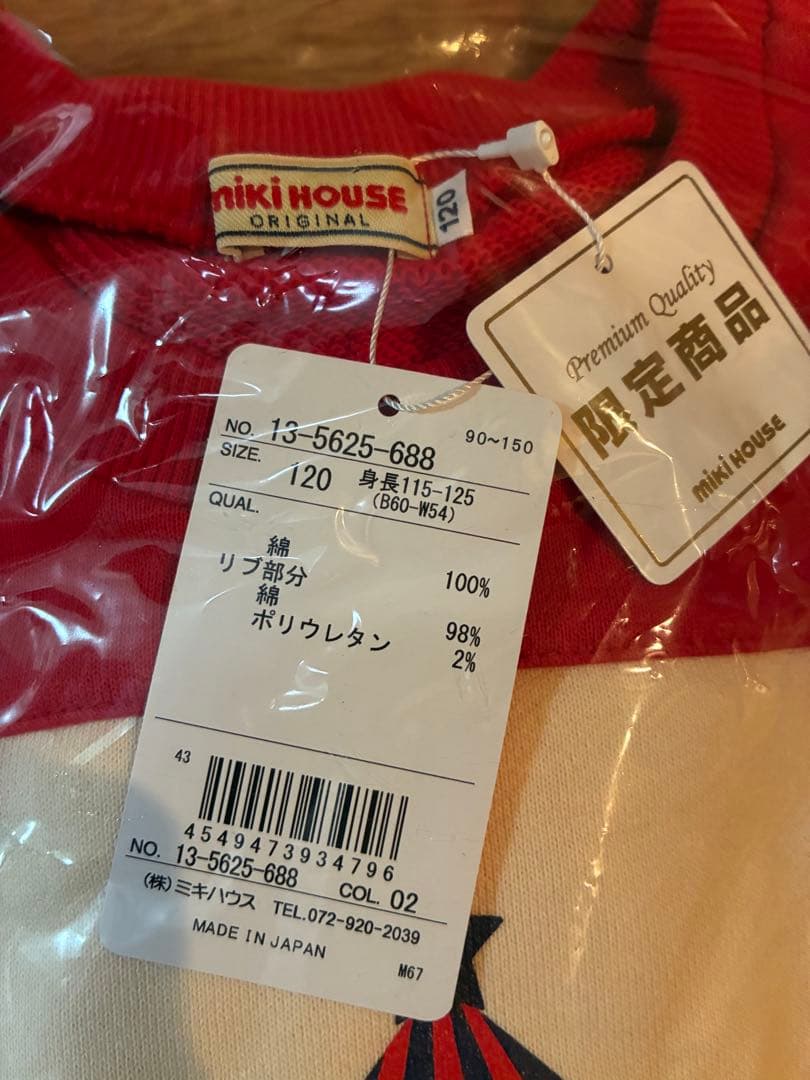 miki HOUSE
ORIGINAL
120
Premium Quality
限定商品
miki HOUSE
NO. 13-5625-688 90~150
SIZE. 120 身長115-125
(B60-W54)
QUAL.
綿 100%
リブ部分
綿 98%
ポリウレタン 2%
43
4549473934796
NO. 13-5625-688 COL. 02
(株)ミキハウス TEL.072-920-2039
MADE IN JAPAN
M67